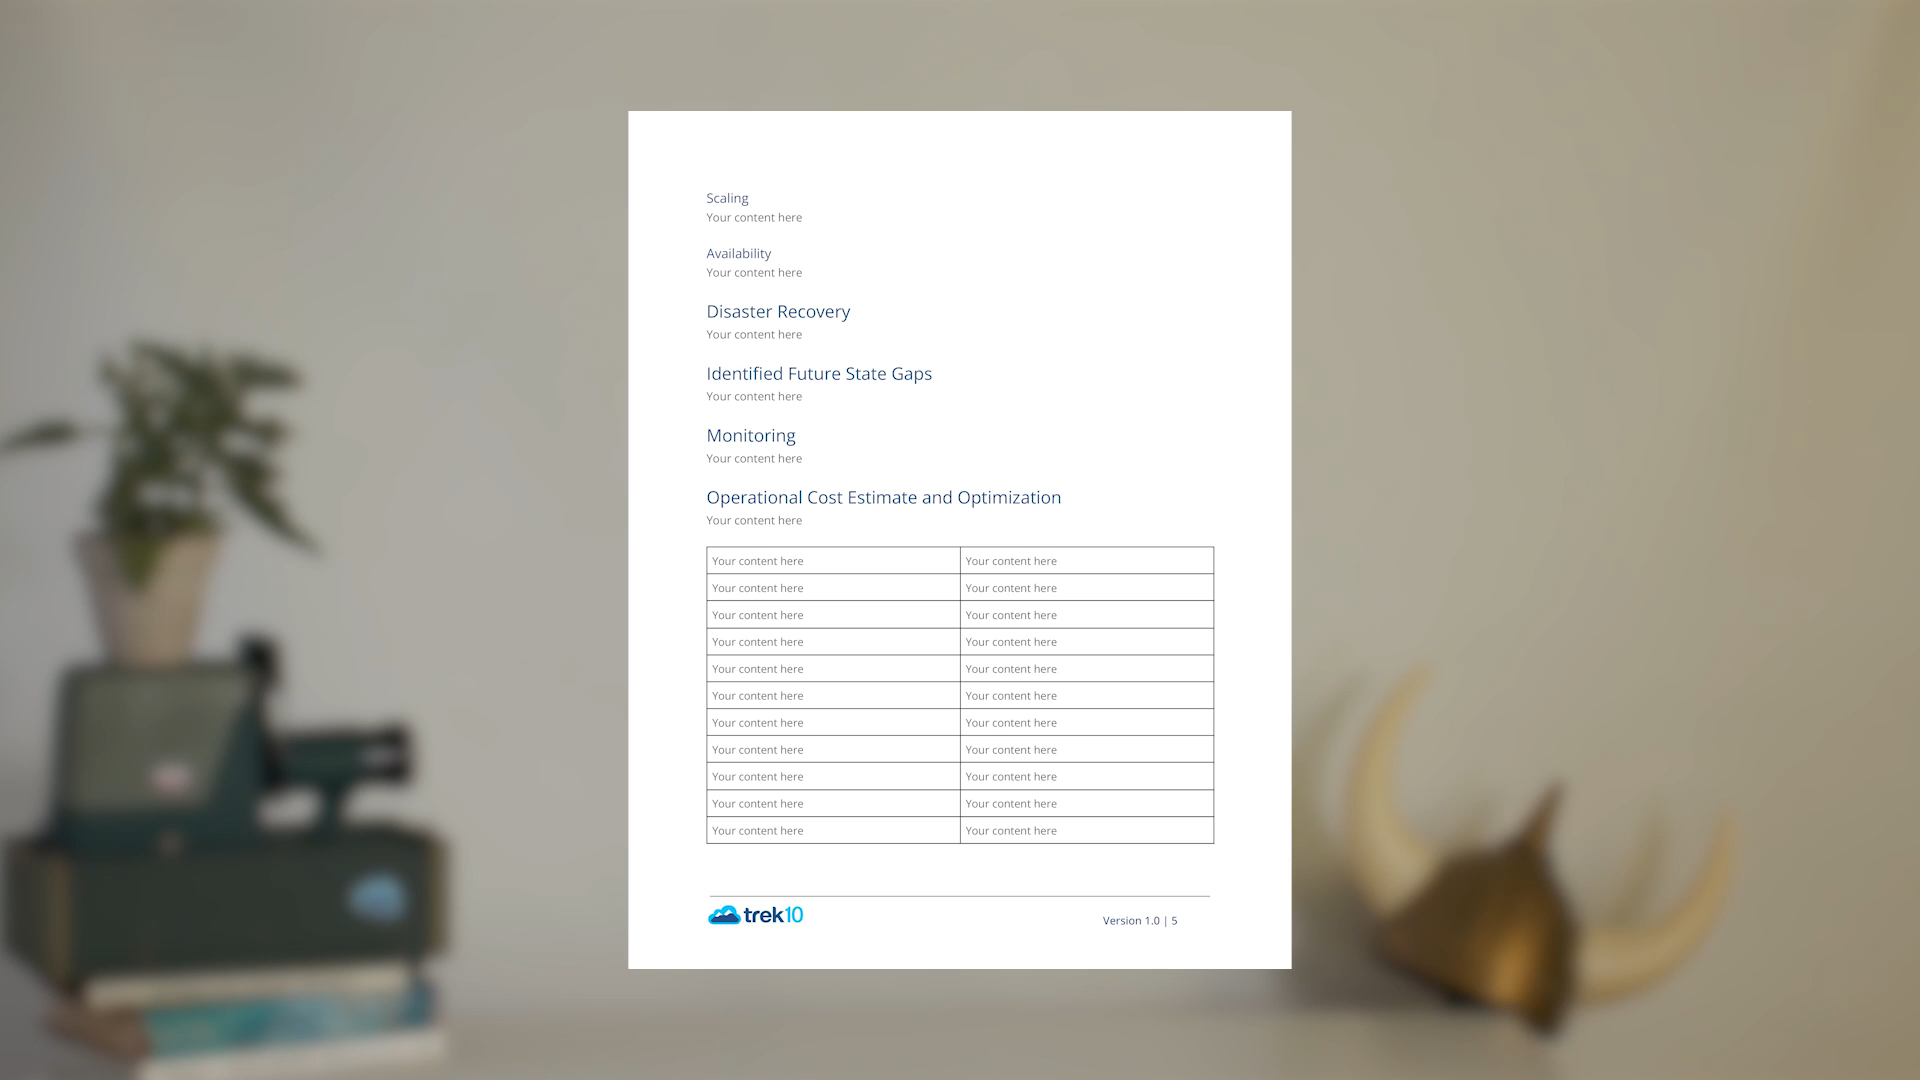 Scaling
Your content here
Availability
Your content here
Disaster Recovery
Your content here
Identified Future State Gaps
Your content here
Monitoring
Your content here
Operational Cost Estimate and Optimization
Your content here
Your content here Your content here
Your content here Your content here
Your content here Your content here
Your content here Your content here
Your content here Your content here
Your content here Your content here
Your content here Your content here
Your content here Your content here
Your content here Your content here
Your content here Your content here
Your content here Your content here
trek10
Version 1.0 | 5